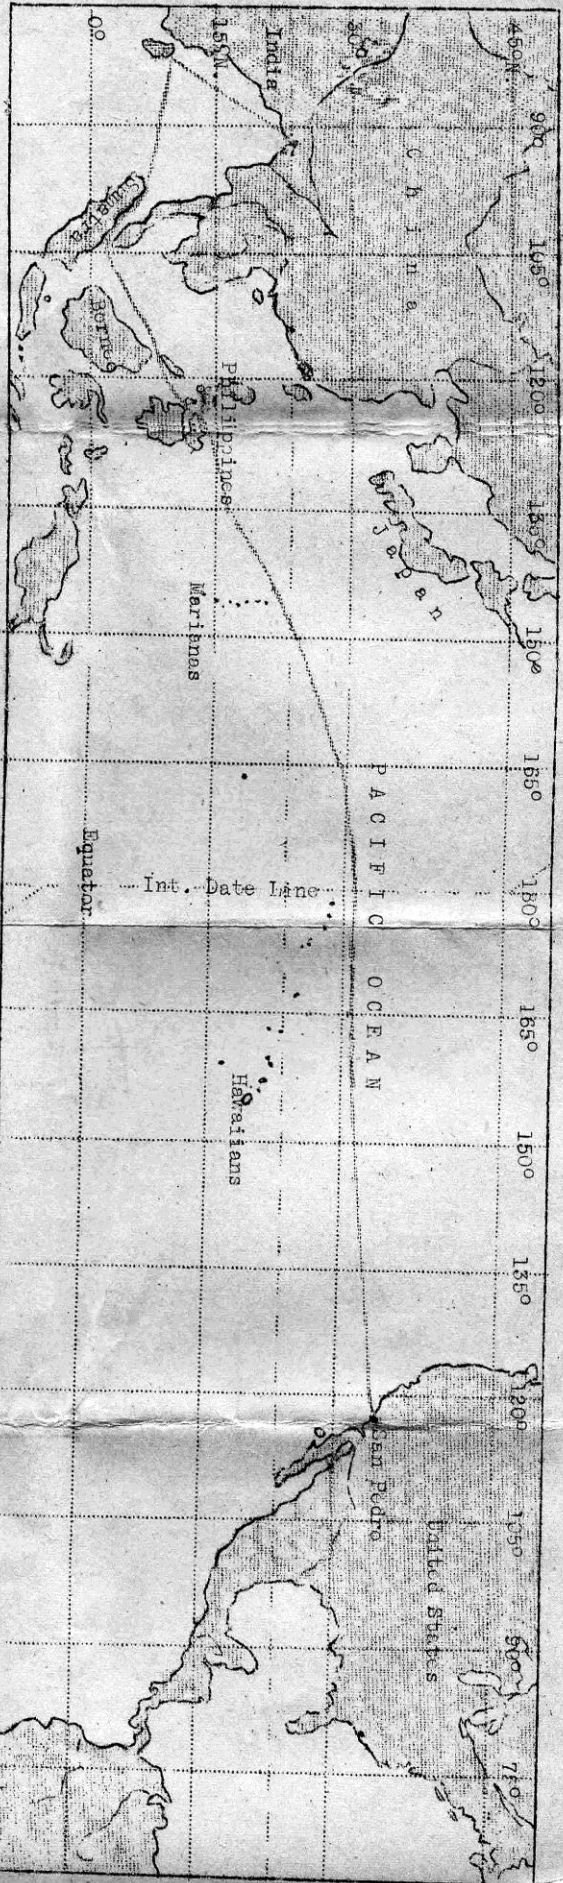 45°N
90°
105°
120°
135°
150°
165°
180°
165°
150°
135°
120°
105°
90°
75°
30°
China
Japan
United States
India
PACIFIC OCEAN
San Pedro
15°N.
Philippines
Marianas
Int. Date Line
Hawaiians
0°
Sumatra
Borneo
Equator